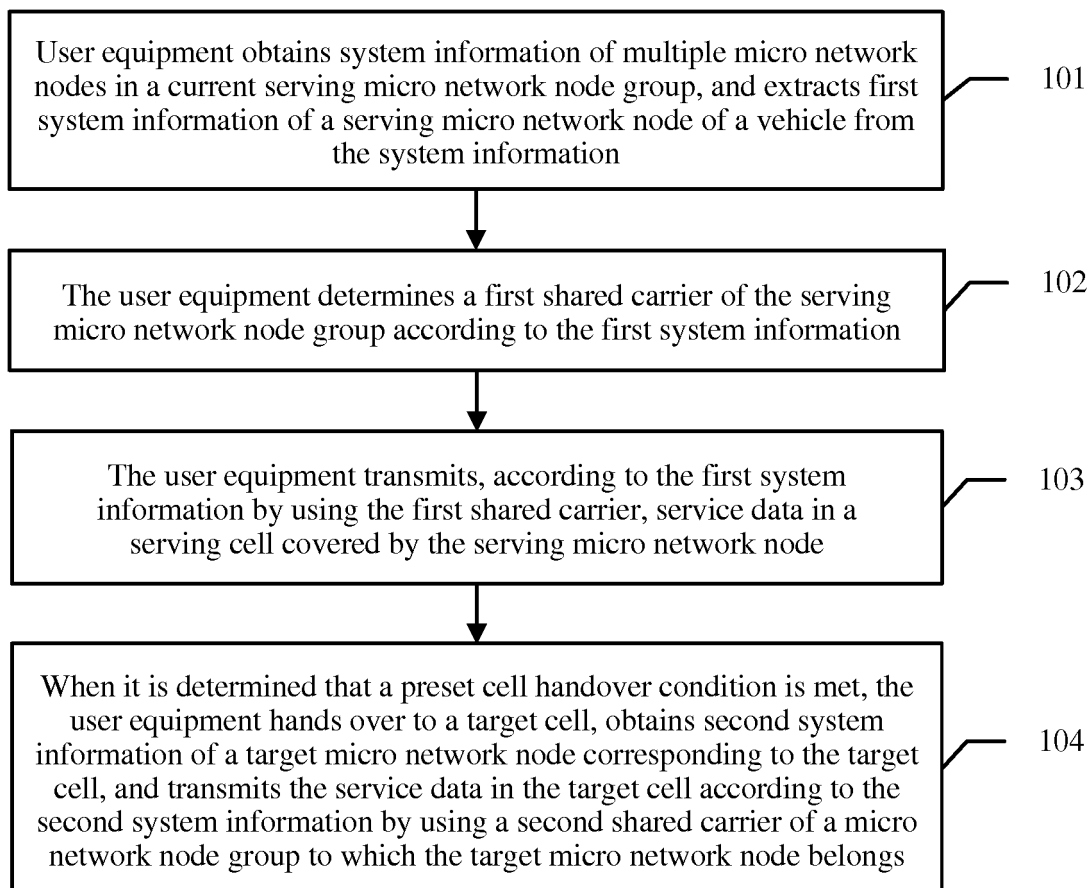 User equipment obtains system information of multiple micro network
nodes in a current serving micro network node group, and extracts first
system information of a serving micro network node of a vehicle from
the system information
101
The user equipment determines a first shared carrier of the serving
micro network node group according to the first system information
102
The user equipment transmits, according to the first system
information by using the first shared carrier, service data in a
serving cell covered by the serving micro network node
103
When it is determined that a preset cell handover condition is met, the
user equipment hands over to a target cell, obtains second system
information of a target micro network node corresponding to the target
cell, and transmits the service data in the target cell according to the
second system information by using a second shared carrier of a micro
network node group to which the target micro network node belongs
104